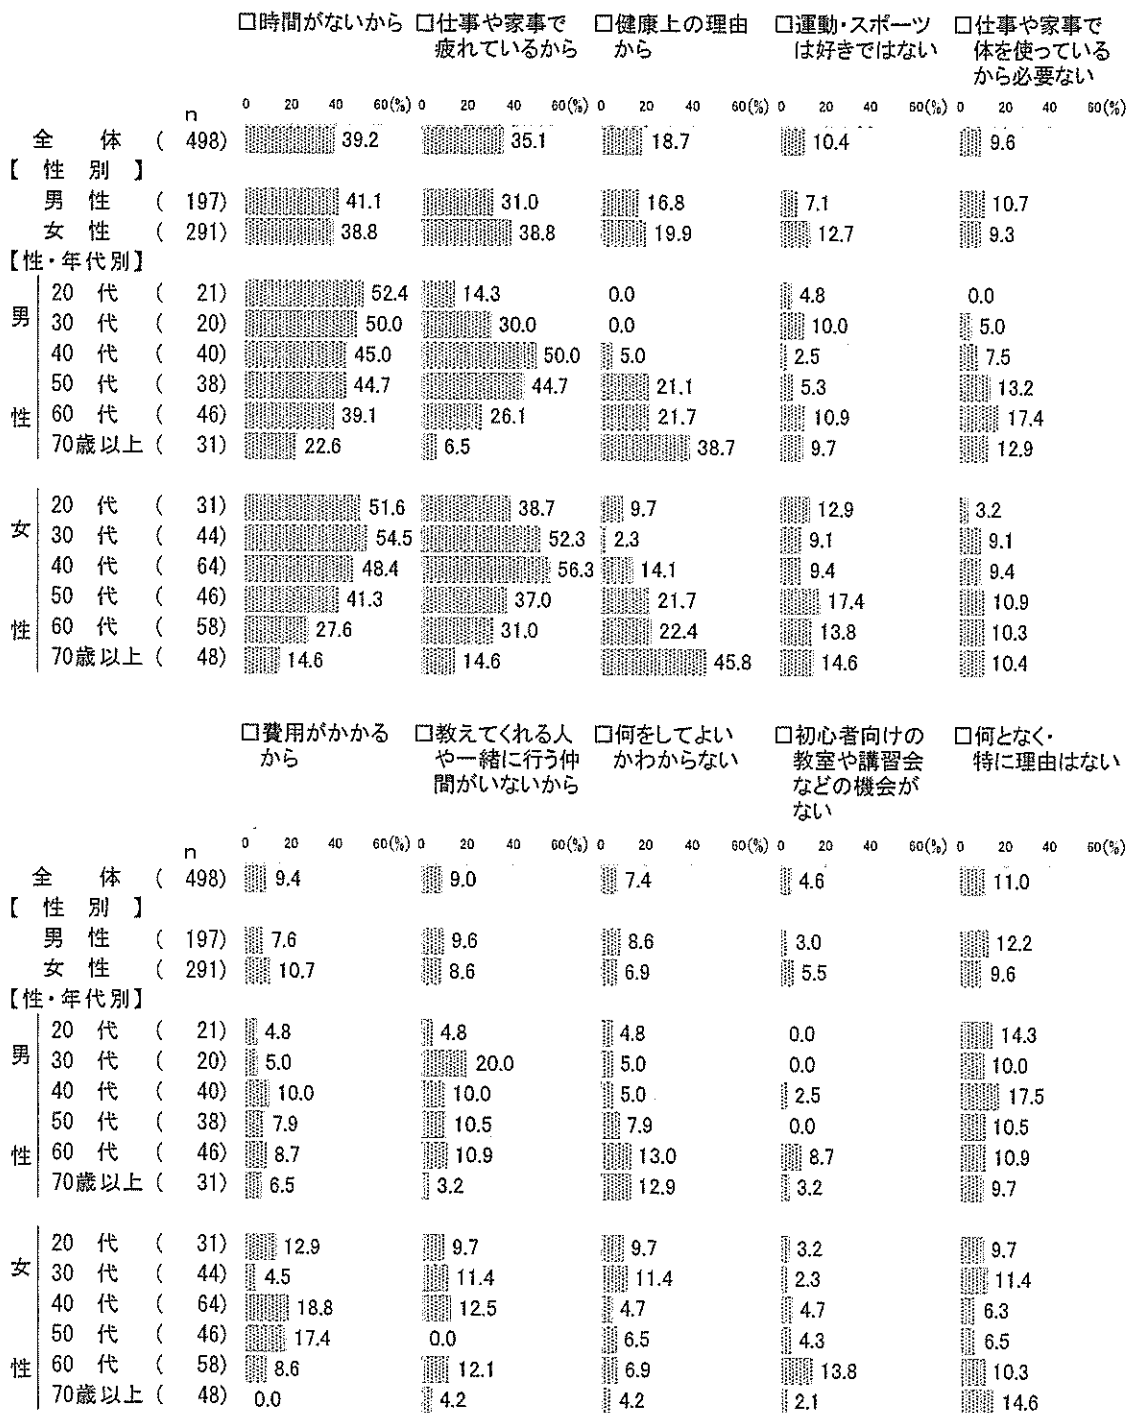 □時間がないから □仕事や家事で疲れているから □健康上の理由から □運動・スポーツは好きではない □仕事や家事で体を使っているから必要ない
n 0 20 40 60(%) 0 20 40 60(%) 0 20 40 60(%) 0 20 40 60(%) 0 20 40 60(%)
全体 ( 498) 39.2 35.1 18.7 10.4 9.6
【性別】
男性 ( 197) 41.1 31.0 16.8 7.1 10.7
女性 ( 291) 38.8 38.8 19.9 12.7 9.3
【性・年代別】
男性
20代 ( 21) 52.4 14.3 0.0 4.8 0.0
30代 ( 20) 50.0 30.0 0.0 10.0 5.0
40代 ( 40) 45.0 50.0 5.0 2.5 7.5
50代 ( 38) 44.7 44.7 21.1 5.3 13.2
60代 ( 46) 39.1 26.1 21.7 10.9 17.4
70歳以上 ( 31) 22.6 6.5 38.7 9.7 12.9
女性
20代 ( 31) 51.6 38.7 9.7 12.9 3.2
30代 ( 44) 54.5 52.3 2.3 9.1 9.1
40代 ( 64) 48.4 56.3 14.1 9.4 9.4
50代 ( 46) 41.3 37.0 21.7 17.4 10.9
60代 ( 58) 27.6 31.0 22.4 13.8 10.3
70歳以上 ( 48) 14.6 14.6 45.8 14.6 10.4
□費用がかかるから □教えてくれる人や一緒に行う仲間がいないから □何をしてよいかわからない □初心者向けの教室や講習会などの機会がない □何となく・特に理由はない
n 0 20 40 60(%) 0 20 40 60(%) 0 20 40 60(%) 0 20 40 60(%) 0 20 40 60(%)
全体 ( 498) 9.4 9.0 7.4 4.6 11.0
【性別】
男性 ( 197) 7.6 9.6 8.6 3.0 12.2
女性 ( 291) 10.7 8.6 6.9 5.5 9.6
【性・年代別】
男性
20代 ( 21) 4.8 4.8 4.8 0.0 14.3
30代 ( 20) 5.0 20.0 5.0 0.0 10.0
40代 ( 40) 10.0 10.0 5.0 2.5 17.5
50代 ( 38) 7.9 10.5 7.9 0.0 10.5
60代 ( 46) 8.7 10.9 13.0 8.7 10.9
70歳以上 ( 31) 6.5 3.2 12.9 3.2 9.7
女性
20代 ( 31) 12.9 9.7 9.7 3.2 9.7
30代 ( 44) 4.5 11.4 11.4 2.3 11.4
40代 ( 64) 18.8 12.5 4.7 4.7 6.3
50代 ( 46) 17.4 0.0 6.5 4.3 6.5
60代 ( 58) 8.6 12.1 6.9 13.8 10.3
70歳以上 ( 48) 0.0 4.2 4.2 2.1 14.6